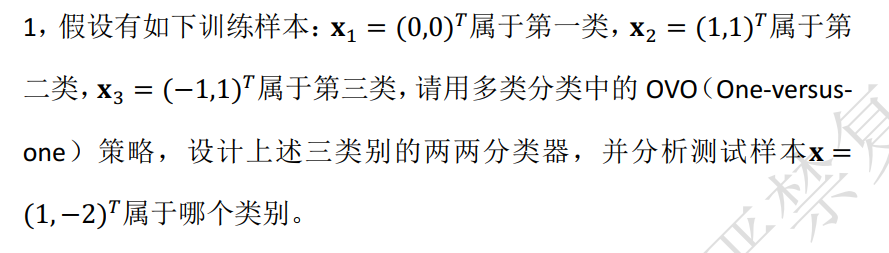 1，假设有如下训练样本：𝐱₁ = (0,0)ᵀ属于第一类，𝐱₂ = (1,1)ᵀ属于第
二类，𝐱₃ = (−1,1)ᵀ属于第三类，请用多类分类中的 OVO（One-versus-
one）策略，设计上述三类别的两两分类器，并分析测试样本𝐱 =
(1,−2)ᵀ属于哪个类别。
严禁复